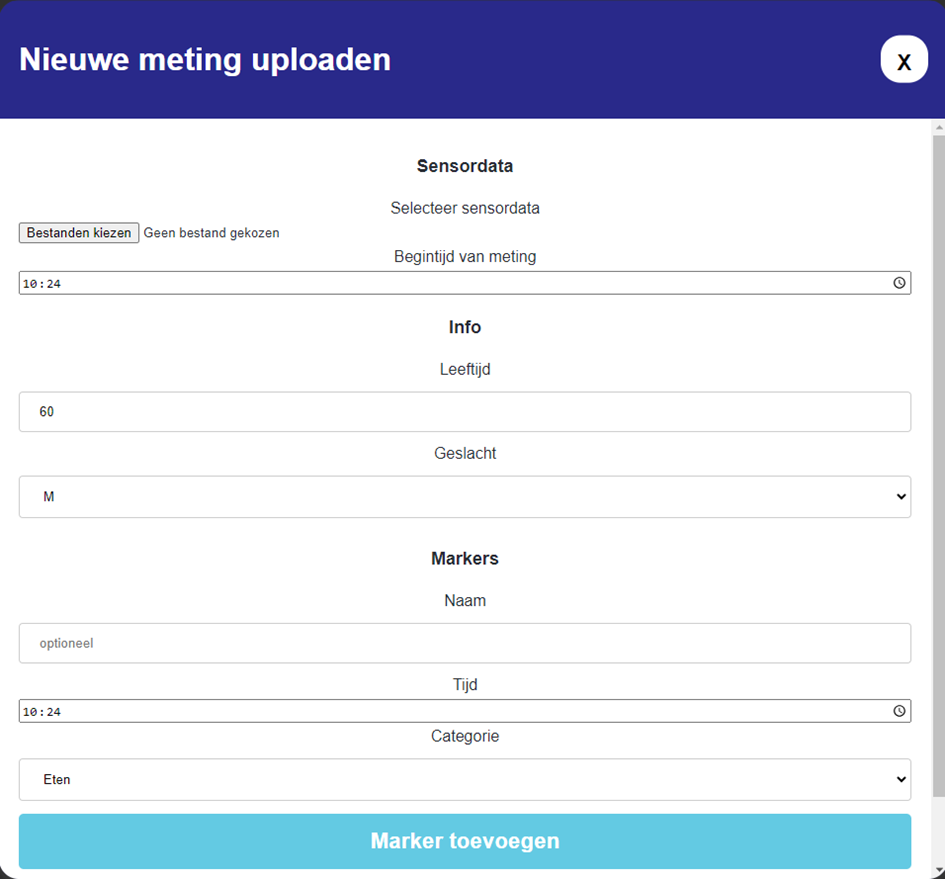 Nieuwe meting uploaden
X
Sensordata
Selecteer sensordata
Bestanden kiezen Geen bestand gekozen
Begintijd van meting
10:24
Info
Leeftijd
60
Geslacht
M
Markers
Naam
optioneel
Tijd
10:24
Categorie
Eten
Marker toevoegen